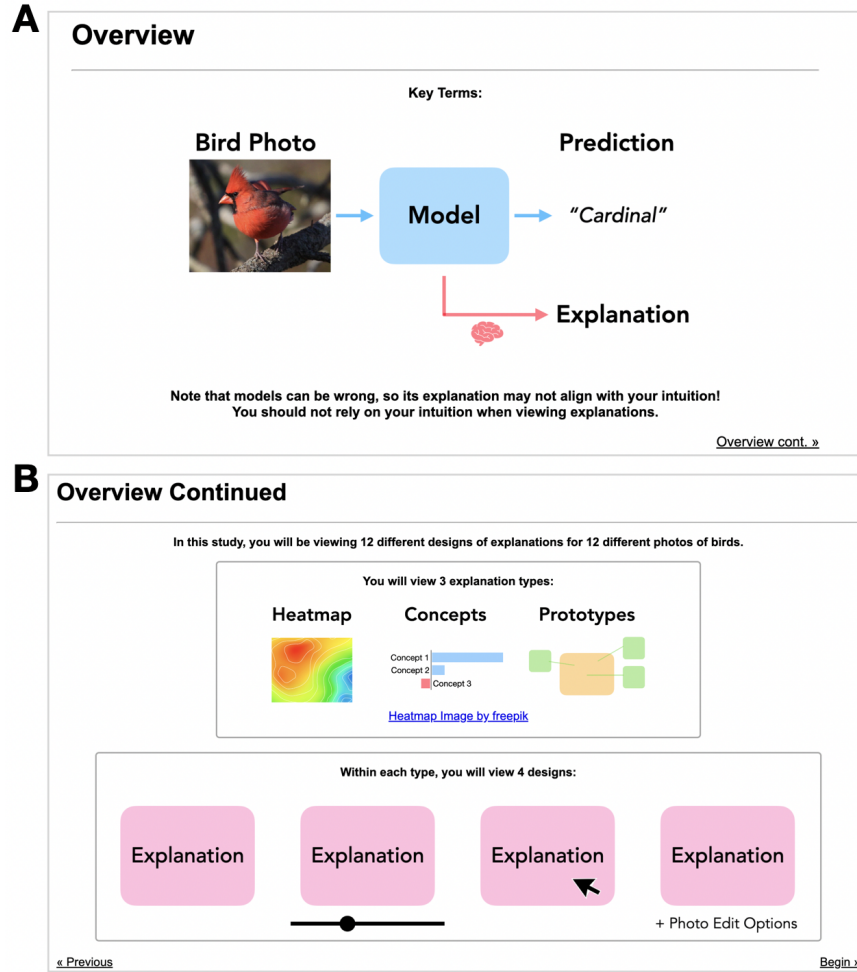 A
Overview
Key Terms:
Bird Photo
Prediction
Model
“Cardinal”
Explanation
Note that models can be wrong, so its explanation may not align with your intuition!
You should not rely on your intuition when viewing explanations.
Overview cont. »
B
Overview Continued
In this study, you will be viewing 12 different designs of explanations for 12 different photos of birds.
You will view 3 explanation types:
Heatmap Concepts Prototypes
Concept 1
Concept 2
Concept 3
Heatmap Image by freepik
Within each type, you will view 4 designs:
Explanation Explanation Explanation Explanation
+ Photo Edit Options
« Previous
Begin »